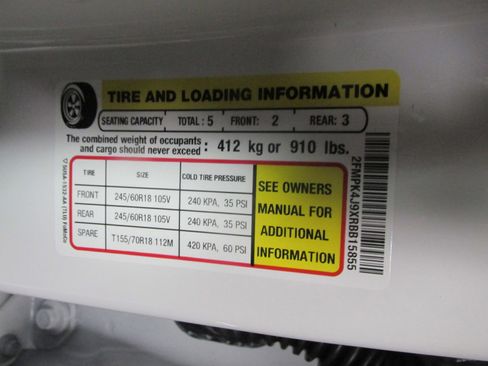 TIRE AND LOADING INFORMATION
SEATING CAPACITY TOTAL: 5 FRONT: 2 REAR: 3
The combined weight of occupants and cargo should never exceed: 412 kg or 910 lbs.
TIRE SIZE COLD TIRE PRESSURE
FRONT 245/60R18 105V 240 KPA, 35 PSI
REAR 245/60R18 105V 240 KPA, 35 PSI
SPARE T155/70R18 112M 420 KPA, 60 PSI
SEE OWNERS
MANUAL FOR
ADDITIONAL
INFORMATION
2FMPK4J9XRBB15855